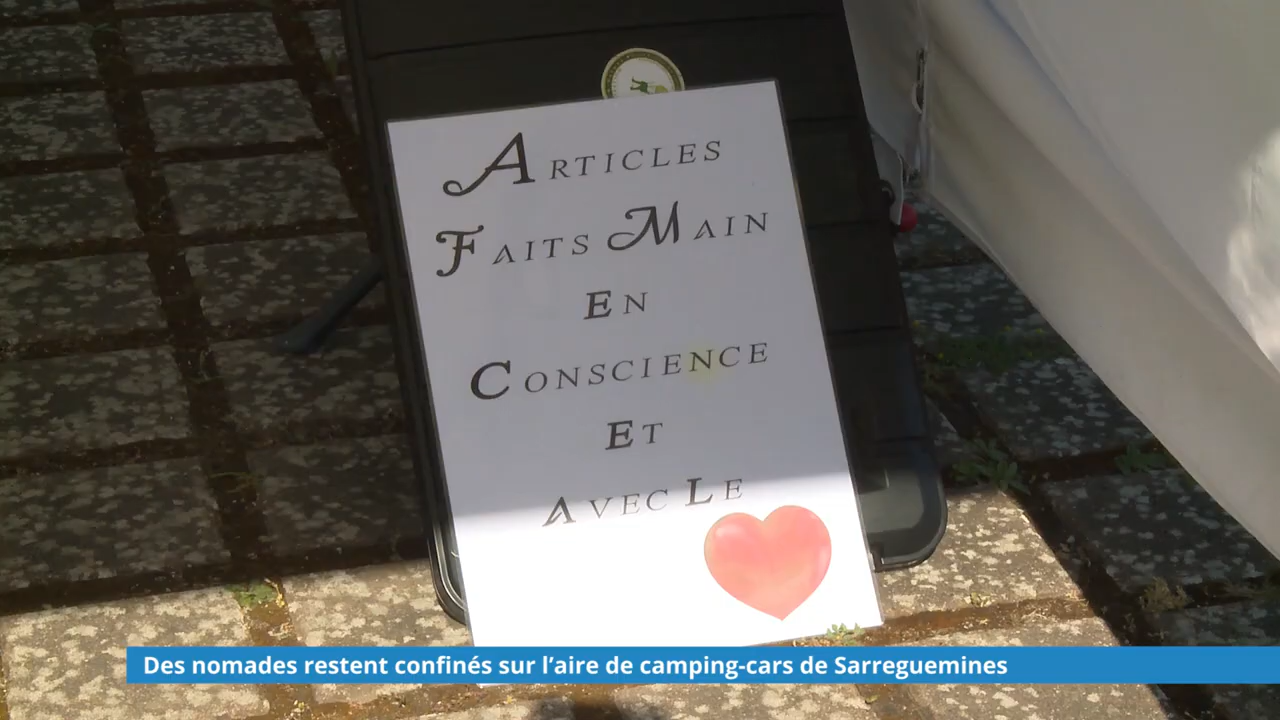 Articles
Faits Main
En
Conscience
Et
Avec Le
Des nomades restent confinés sur l'aire de camping-cars de Sarreguemines